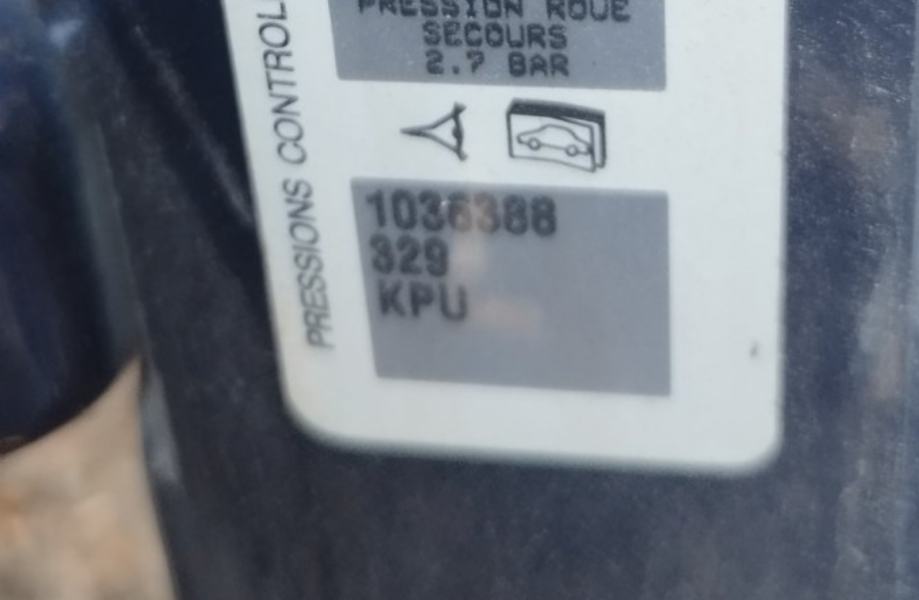 PRESSION ROUE
SECOURS
2.7 BAR
PRESSIONS CONTROL
1036388
329
KPU